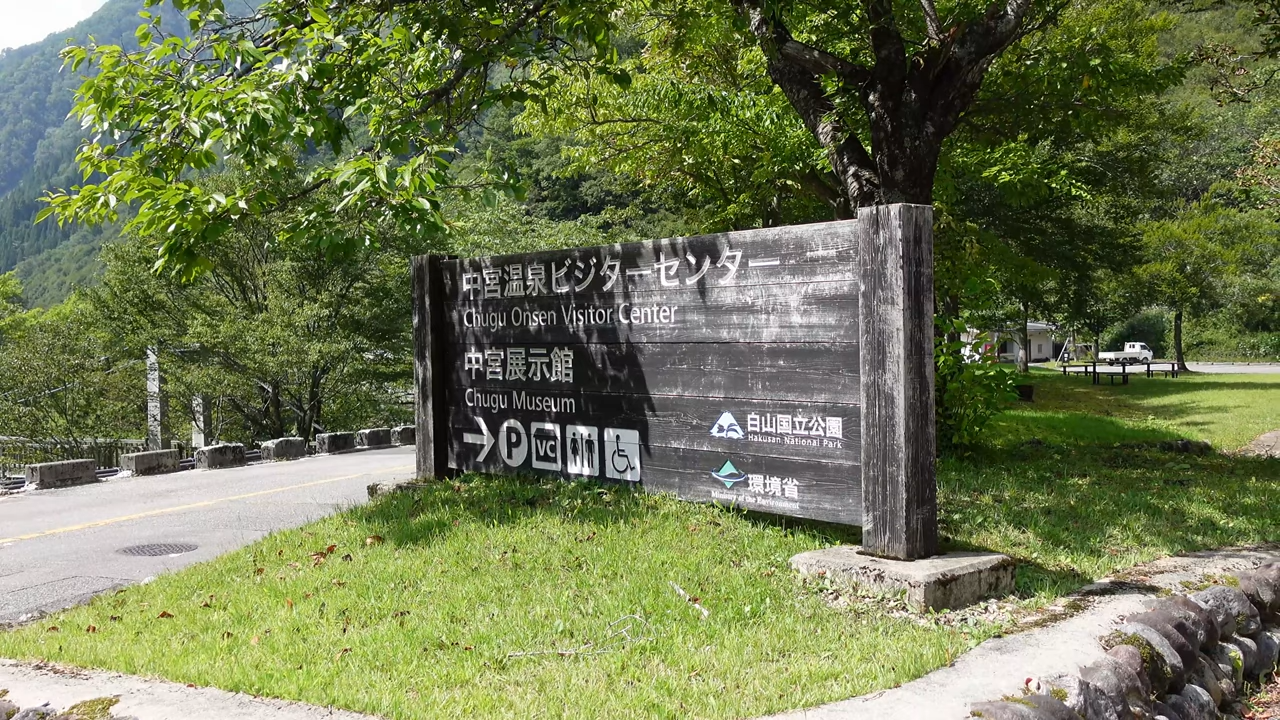 中宮温泉ビジターセンター
Chugu Onsen Visitor Center
中宮展示館
Chugu Museum
P VC
白山国立公園
Hakusan National Park
環境省
Ministry of the Environment